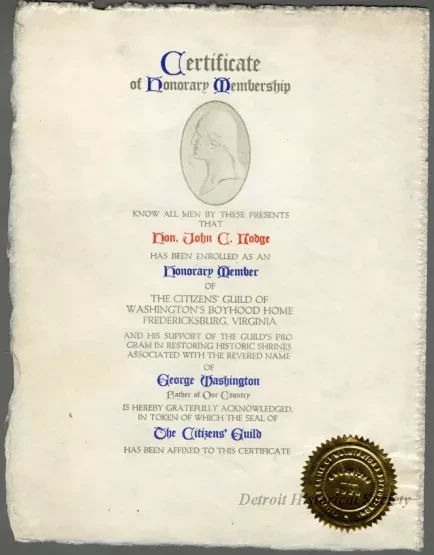 Certificate
of Honorary Membership
KNOW ALL MEN BY THESE PRESENTS
THAT
Hon. John C. Lodge
HAS BEEN ENROLLED AS AN
Honorary Member
OF
THE CITIZENS' GUILD OF
WASHINGTON'S BOYHOOD HOME
FREDERICKSBURG, VIRGINIA
AND HIS SUPPORT OF THE GUILD'S PRO
GRAM IN RESTORING HISTORIC SHRINES
ASSOCIATED WITH THE REVERED NAME
OF
George Washington
Father of Our Country
IS HEREBY GRATEFULLY ACKNOWLEDGED,
IN TOKEN OF WHICH THE SEAL OF
The Citizens' Guild
HAS BEEN AFFIXED TO THIS CERTIFICATE
Detroit Historical Society